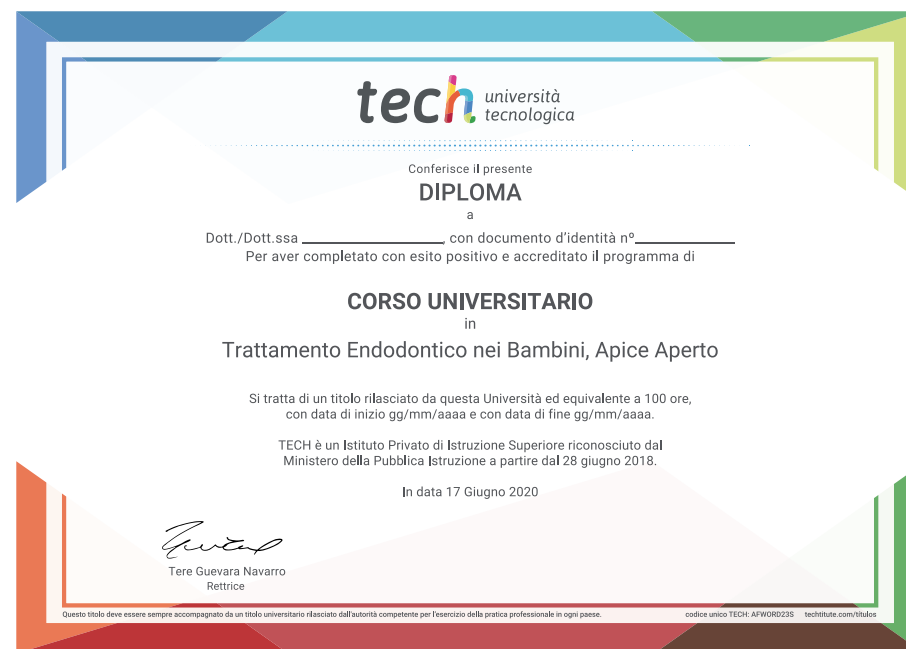 tech università
tecnologica
Conferisce il presente
DIPLOMA
a
Dott./Dott.ssa ________________, con documento d'identità nº____________
Per aver completato con esito positivo e accreditato il programma di
CORSO UNIVERSITARIO
in
Trattamento Endodontico nei Bambini, Apice Aperto
Si tratta di un titolo rilasciato da questa Università ed equivalente a 100 ore,
con data di inizio gg/mm/aaaa e con data di fine gg/mm/aaaa.
TECH è un Istituto Privato di Istruzione Superiore riconosciuto dal
Ministero della Pubblica Istruzione a partire dal 28 giugno 2018.
In data 17 Giugno 2020
Tere Guevara Navarro
Rettrice
Questo titolo deve essere sempre accompagnato da un titolo universitario rilasciato dall'autorità competente per l'esercizio della pratica professionale in ogni paese. codice unico TECH: AFWORD23S techtitute.com/titulos